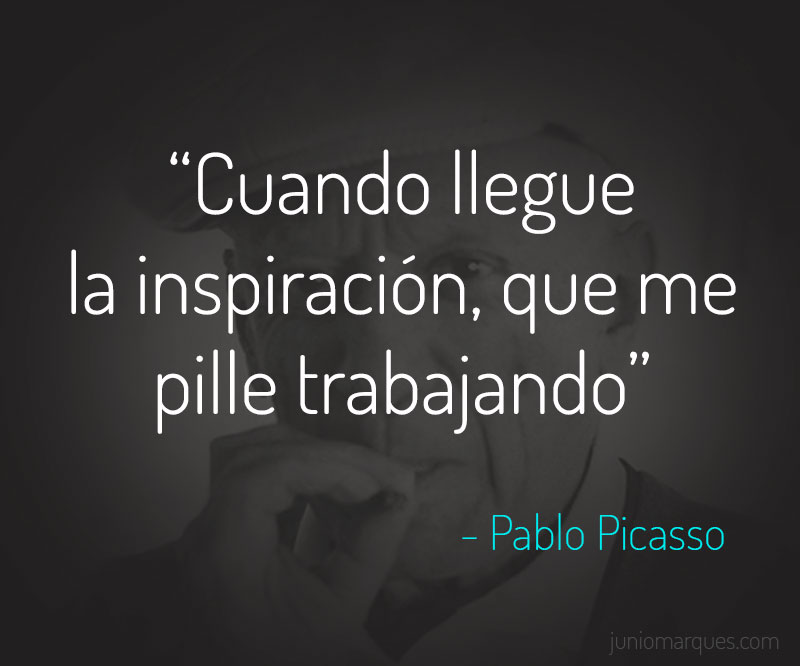 “Cuando llegue
la inspiración, que me
pille trabajando”
- Pablo Picasso
juniomarques.com